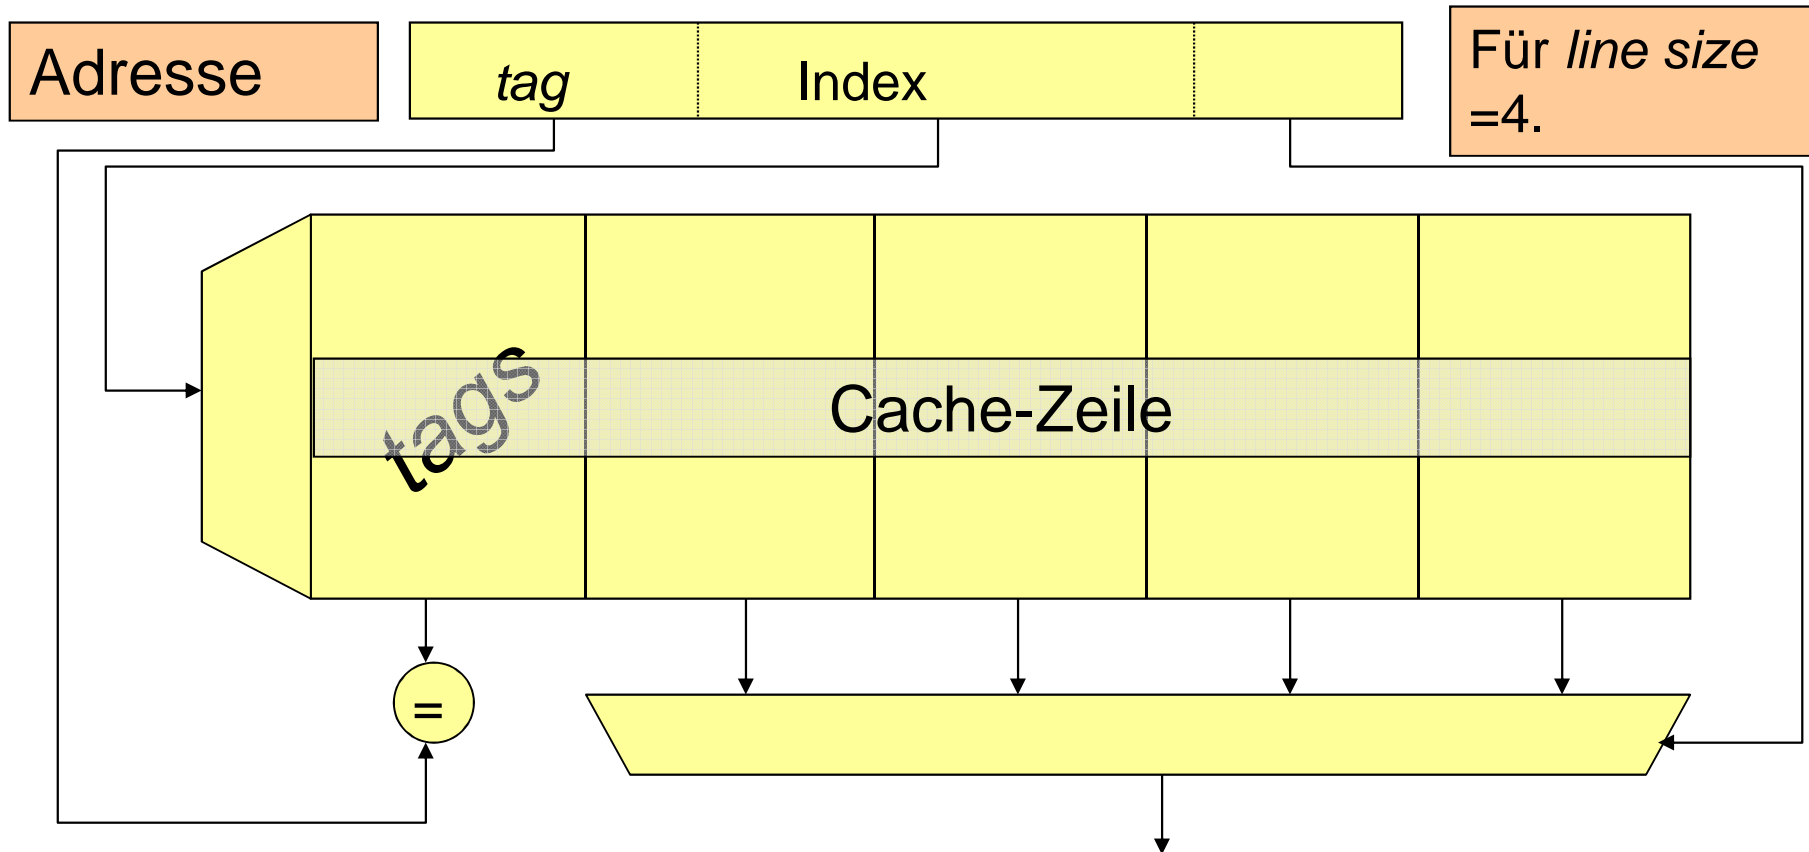 Adresse
tag
Index
Für line size
=4.
tags
Cache-Zeile
=